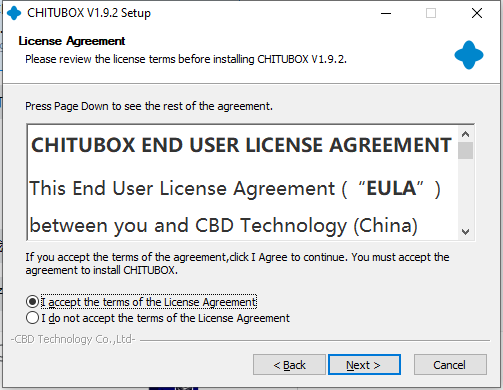 CHITUBOX V1.9.2 Setup
License Agreement
Please review the license terms before installing CHITUBOX V1.9.2.
Press Page Down to see the rest of the agreement.
CHITUBOX END USER LICENSE AGREEMENT
This End User License Agreement (“EULA”)
between you and CBD Technology (China)
If you accept the terms of the agreement,click I Agree to continue. You must accept the
agreement to install CHITUBOX.
I accept the terms of the License Agreement
I do not accept the terms of the License Agreement
-CBD Technology Co.,Ltd-
< Back
Next >
Cancel